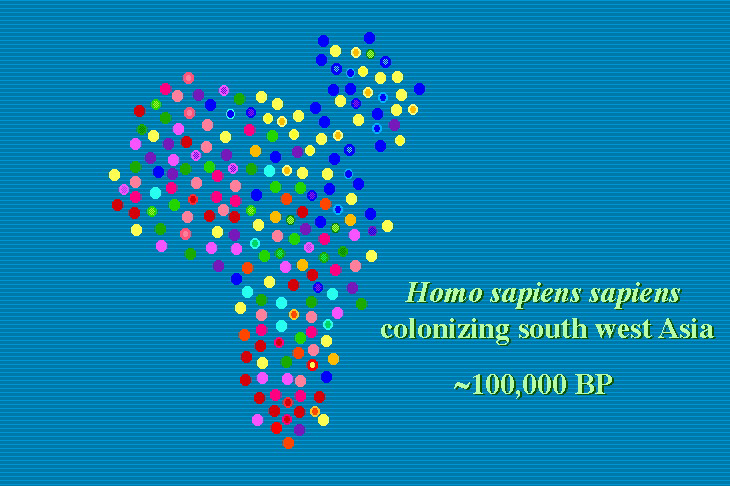 Homo sapiens sapiens
colonizing south west Asia
~100,000 BP